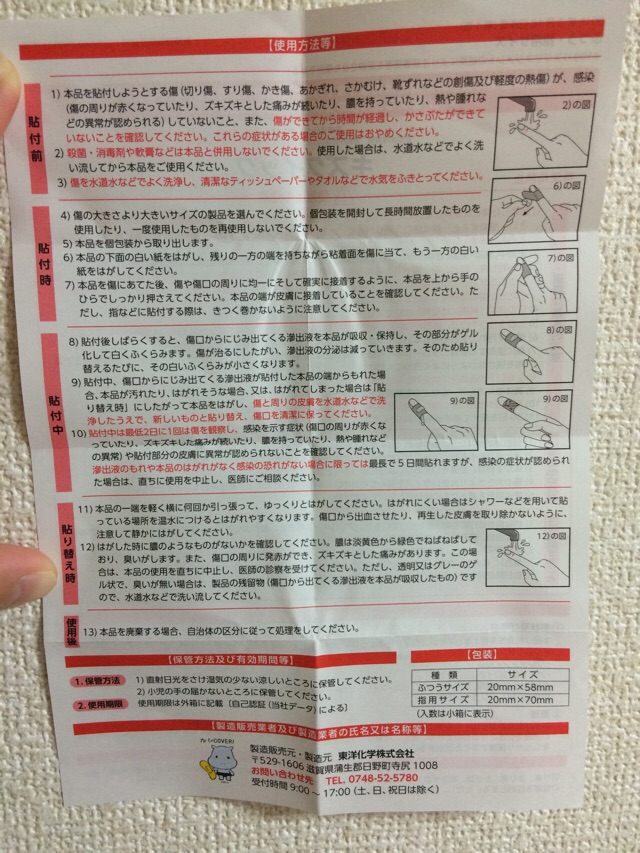 【使用方法等】
貼付前
1) 本品を貼付しようとする傷 (切り傷、すり傷、かき傷、あかぎれ、さかむけ、靴ずれなどの創傷及び軽度の熱傷) が、感染
(傷の周りが赤くなっていたり、ズキズキとした痛みが続いたり、膿を持っていたり、熱や腫れな
どの異常が認められる) していないこと、また、傷ができてから時間が経過し、かさぶたができて
いないことを確認してください。これらの症状がある場合のご使用はおやめください。
2) 殺菌・消毒剤や軟膏などは本品と併用しないでください。使用した場合は、水道水などでよく洗
い流してから本品をご使用ください。
3) 傷を水道水などでよく洗浄し、清潔なティッシュペーパーやタオルなどで水気をふきとってください。
2)の図
貼付時
4) 傷の大きさより大きいサイズの製品を選んでください。個包装を開封して長時間放置したものを
使用したり、一度使用したものを再使用しないでください。
5) 本品を個包装から取り出します。
6) 本品の下面の白い紙をはがし、残りの一方の端を持ちながら粘着面を傷に当て、もう一方の白い
紙をはがしてください。
7) 本品を傷にあてた後、傷や傷口の周りに均一にそして確実に接着するように、本品を上から手の
ひらでしっかり押さえてください。本品の端が皮膚に接着していることを確認してください。た
だし、指などに貼付する際は、きつく巻かないように注意してください。
6)の図
7)の図
貼付中
8) 貼付後しばらくすると、傷口からにじみ出てくる滲出液を本品が吸収・保持し、その部分がゲル
化して白くふくらみます。傷が治るにしたがい、滲出液の分泌は減っていきます。そのため貼り
替えるたびに、その白いふくらみが小さくなります。
9) 貼付中、傷口からにじみ出てくる滲出液が貼付した本品の端からもれた場
合、本品が汚れたり、はがれそうな場合、又は、はがれてしまった場合は「貼
り替え時」にしたがって本品をはがし、傷と周りの皮膚を水道水などで洗
浄したうえで、新しいものと貼り替え、傷口を清潔に保ってください。
10) 貼付中は最低2日に1回は傷を観察し、感染を示す症状 (傷口の周りが赤くな
っていたり、ズキズキした痛みが続いたり、膿を持っていたり、熱や腫れなど
の異常) や貼付部分の皮膚に異常が認められないことを確認してください。
滲出液のもれや本品のはがれがなく感染の恐れがない場合に限っては最長で5日間貼れますが、感染の症状が認められ
た場合は、直ちに使用を中止し、医師にご相談ください。
8)の図
9)の図
9)の図
貼り替え時
11) 本品の一端を軽く横に何回か引っ張って、ゆっくりとはがしてください。はがれにくい場合はシャワーなどを用いて貼
っている場所を温水につけるとはがれやすくなります。傷口から出血させたり、再生した皮膚を取り除かないように、
注意して静かにはがしてください。
12) はがした時に膿のようなものがないかを確認してください。膿は淡黄色から緑色でねばねばして
おり、臭いがします。また、傷口の周りに発赤ができ、ズキズキとした痛みがあります。この場
合は、本品の使用を直ちに中止し、医師の診察を受けてください。ただし、透明又はグレーのゲ
ル状で、臭いが無い場合は、製品の残留物 (傷口から出てくる滲出液を本品が吸収したもの) です
ので、水道水などで洗い流してください。
12)の図
使用後
13) 本品を廃棄する場合、自治体の区分に従って処理をしてください。
【保管方法及び有効期間等】
1. 保管方法
1) 直射日光をさけ湿気の少ない涼しいところに保管してください。
2) 小児の手の届かないところに保管してください。
2. 使用期限
使用期限は外箱に記載 〔自己認証 (当社データ) による〕
【包装】
種 類 サ イ ズ
ふつうサイズ 20mm×58mm
指用サイズ 20mm×70mm
(入数は小箱に表示)
【製造販売業者及び製造業者の氏名又は名称等】
製造販売元・製造元 東洋化学株式会社
〒529-1606 滋賀県蒲生郡日野町寺尻 1008
お問い合わせ先 TEL. 0748-52-5780
受付時間 9:00～17:00 (土、日、祝日は除く)